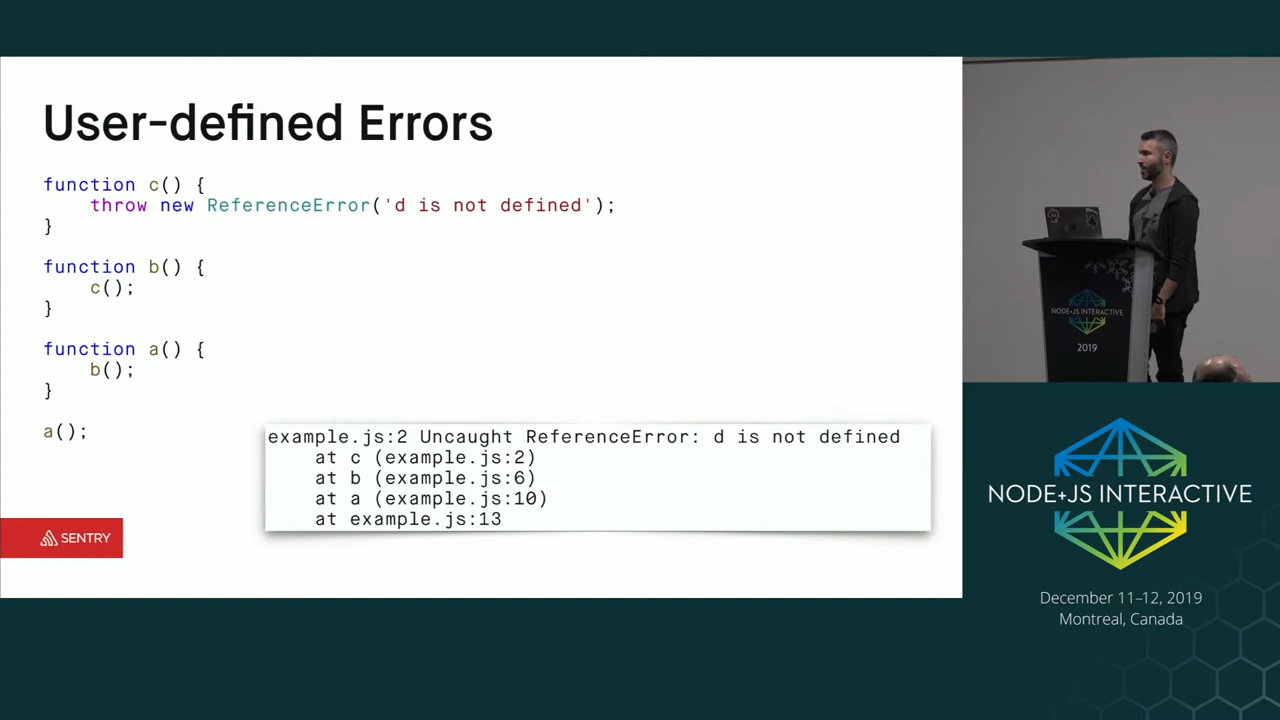 User-defined Errors
function c() {
    throw new ReferenceError('d is not defined');
}
function b() {
    c();
}
function a() {
    b();
}
a();
example.js:2 Uncaught ReferenceError: d is not defined
    at c (example.js:2)
    at b (example.js:6)
    at a (example.js:10)
    at example.js:13
SENTRY
NODE+JS INTERACTIVE
2019
NODE+JS INTERACTIVE
December 11–12, 2019
Montreal, Canada